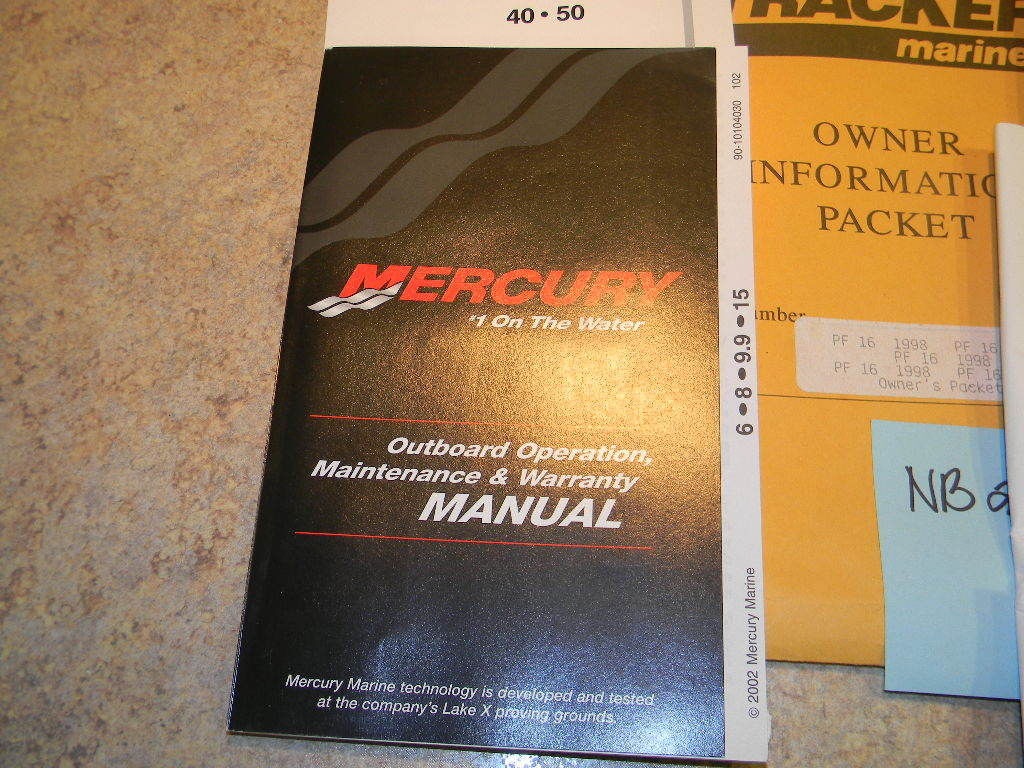 40 • 50
MERCURY
#1 On The Water
Outboard Operation,
Maintenance & Warranty
MANUAL
Mercury Marine technology is developed and tested
at the company's Lake X proving grounds
90-10104030 102
6 • 8 • 9.9 • 15
© 2002 Mercury Marine
marine
OWNER
PACKET
PF 16 1998 PF 16
PF 16 1998
PF 16 1998 PF 16
Owner's Packet
NB